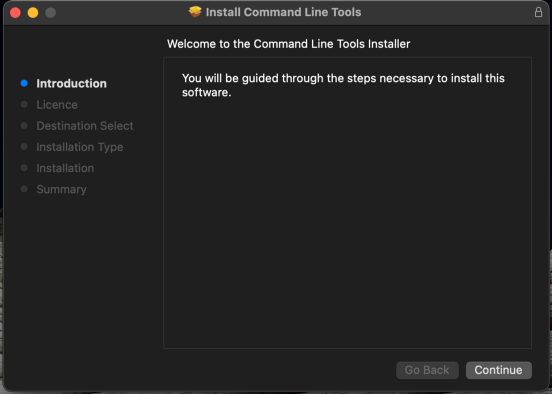 Install Command Line Tools
Welcome to the Command Line Tools Installer
Introduction
Licence
Destination Select
Installation Type
Installation
Summary
You will be guided through the steps necessary to install this
software.
Go Back
Continue